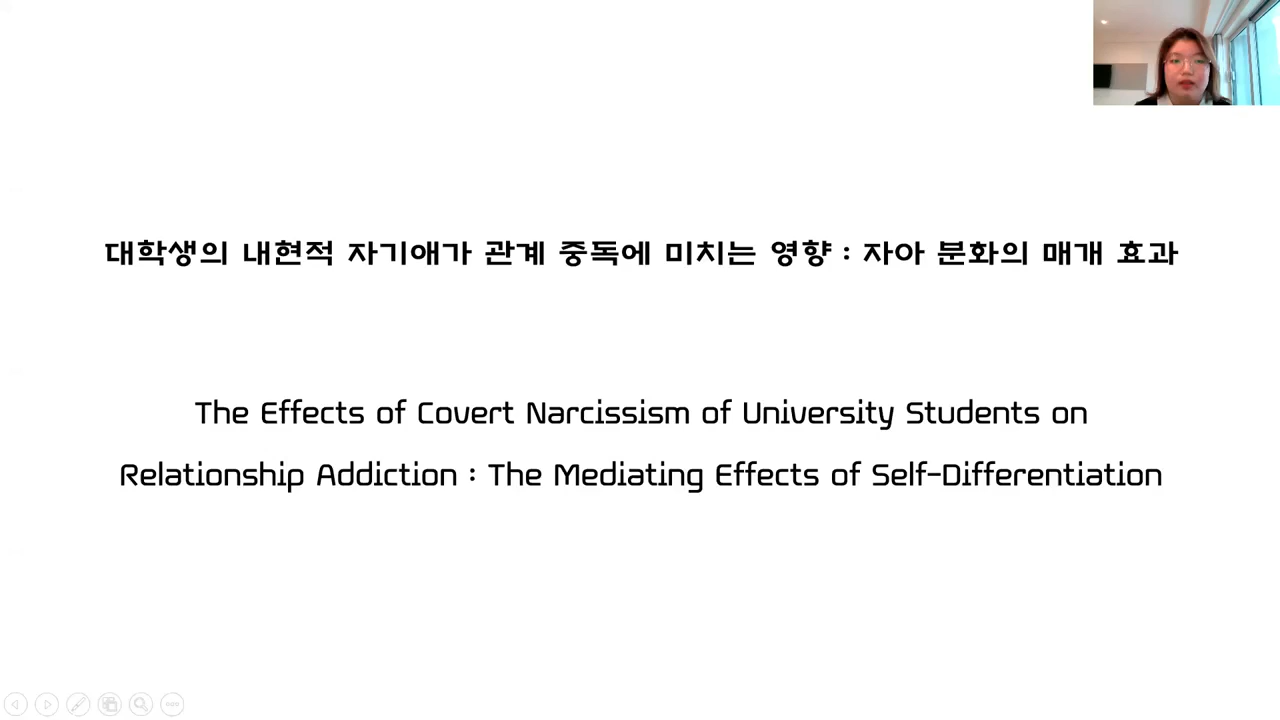 대학생의 내현적 자기애가 관계 중독에 미치는 영향 : 자아 분화의 매개 효과
The Effects of Covert Narcissism of University Students on
Relationship Addiction : The Mediating Effects of Self-Differentiation